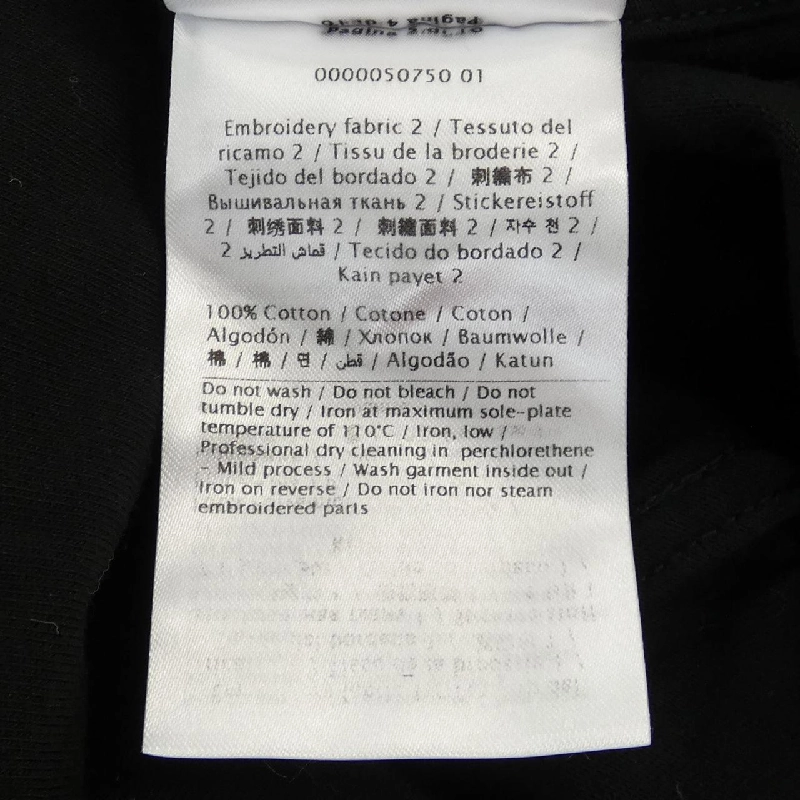 0000050750 01
Embroidery fabric 2 / Tessuto del
ricamo 2 / Tissu de la broderie 2 /
Tejido del bordado 2 / 刺繍布 2 /
Вышивальная ткань 2 / Stickereistoff
2 / 刺绣面料 2 / 刺繡面料 2 / 자수 천 2 /
2 قماش التطريز / Tecido do bordado 2 /
Kain payet 2
100% Cotton / Cotone / Coton /
Algodón / 綿 / Хлопок / Baumwolle /
棉 / 棉 / 면 / قطن / Algodão / Katun
Do not wash / Do not bleach / Do not
tumble dry / Iron at maximum sole-plate
temperature of 110°C / Iron, low /
Professional dry cleaning in perchlorethene
- Mild process / Wash garment inside out /
Iron on reverse / Do not iron nor steam
embroidered parts